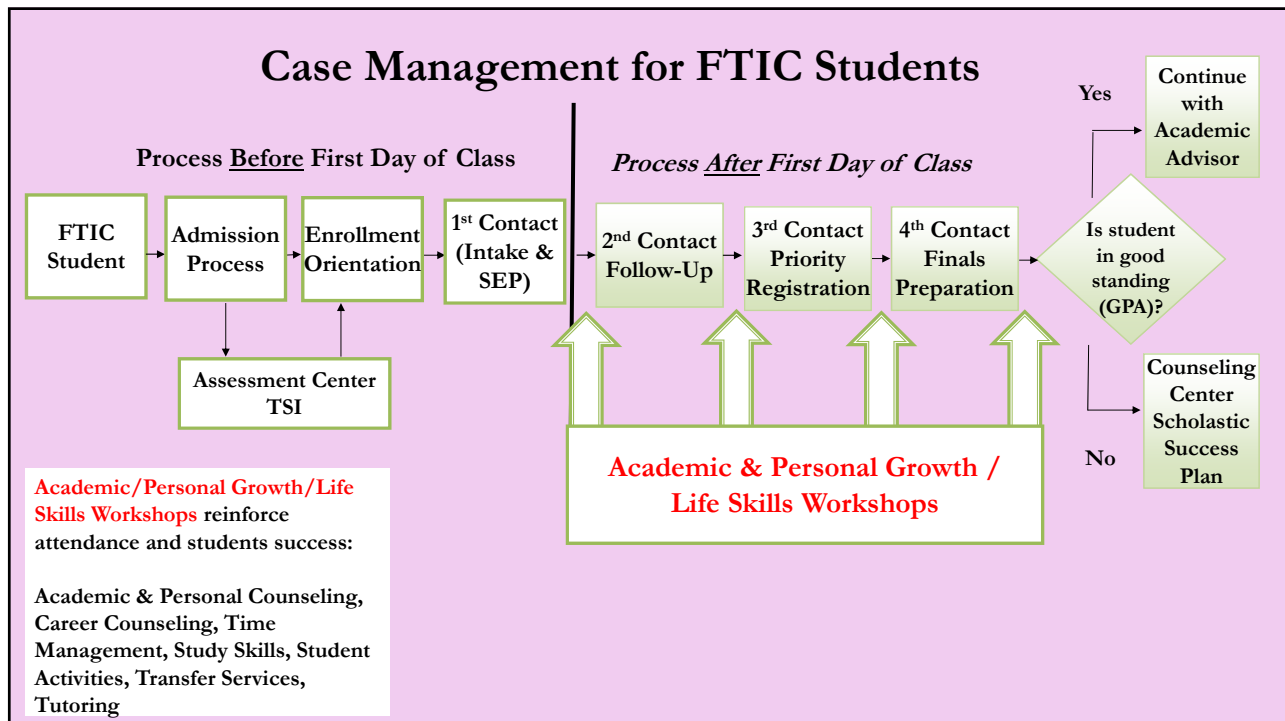 Case Management for FTIC Students
Process Before First Day of Class
FTIC
Student
Admission
Process
Enrollment
Orientation
1st Contact
(Intake &
SEP)
Assessment Center
TSI
Process After First Day of Class
2nd Contact
Follow-Up
3rd Contact
Priority
Registration
4th Contact
Finals
Preparation
Is student
in good
standing
(GPA)?
Yes
Continue
with
Academic
Advisor
No
Counseling
Center
Scholastic
Success
Plan
Academic & Personal Growth /
Life Skills Workshops
Academic/Personal Growth/Life
Skills Workshops reinforce
attendance and students success:
Academic & Personal Counseling,
Career Counseling, Time
Management, Study Skills, Student
Activities, Transfer Services,
Tutoring